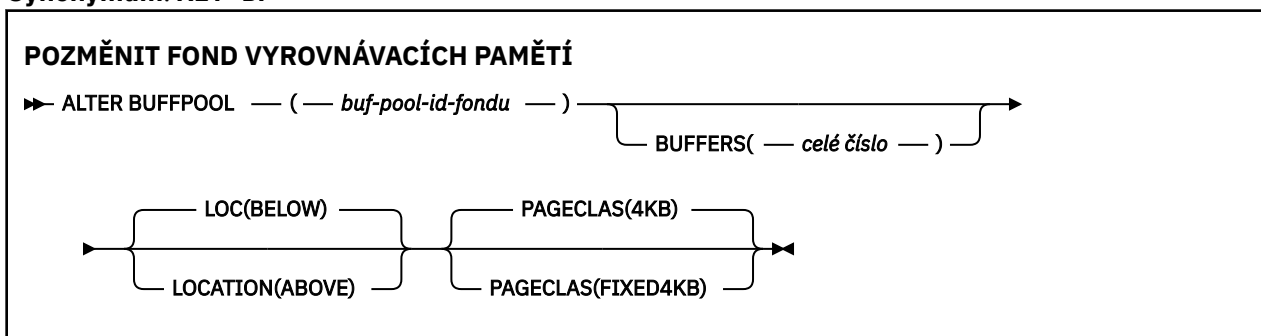 POZMĚNIT FOND VYROVNÁVACÍCH PAMĚTÍ
ALTER BUFFPOOL ( buf-pool-id-fondu )
BUFFERS( celé číslo )
LOC(BELOW) PAGECLAS(4KB)
LOCATION(ABOVE) PAGECLAS(FIXED4KB)